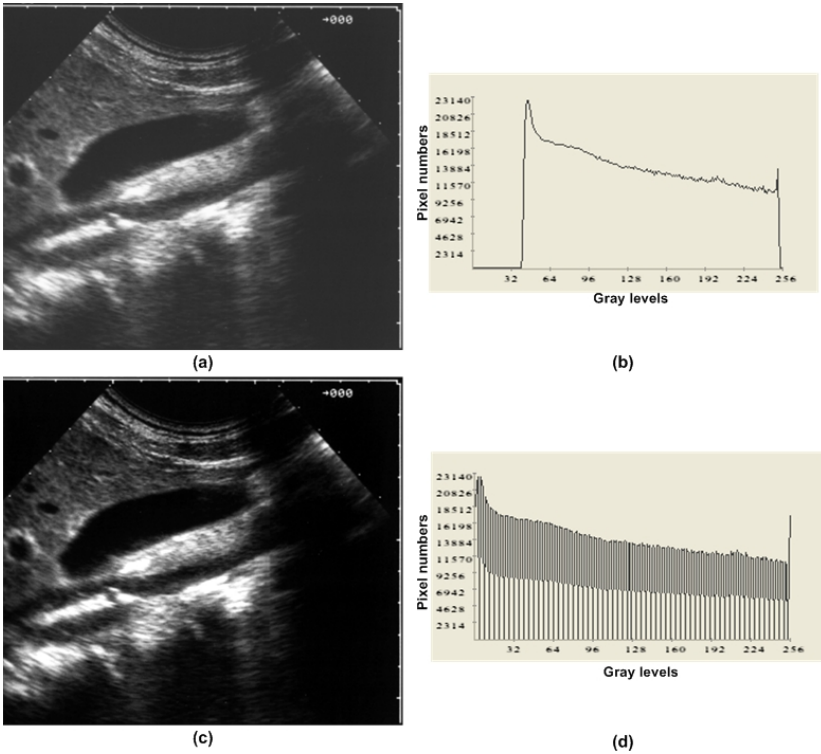 →000
23140
20826
18512
16198
13884
11570
9256
6942
4628
2314
Pixel numbers
32 64 96 128 160 192 224 256
Gray levels
(a)
(b)
→000
23140
20826
18512
16198
13884
11570
9256
6942
4628
2314
Pixel numbers
32 64 96 128 160 192 224 256
Gray levels
(c)
(d)